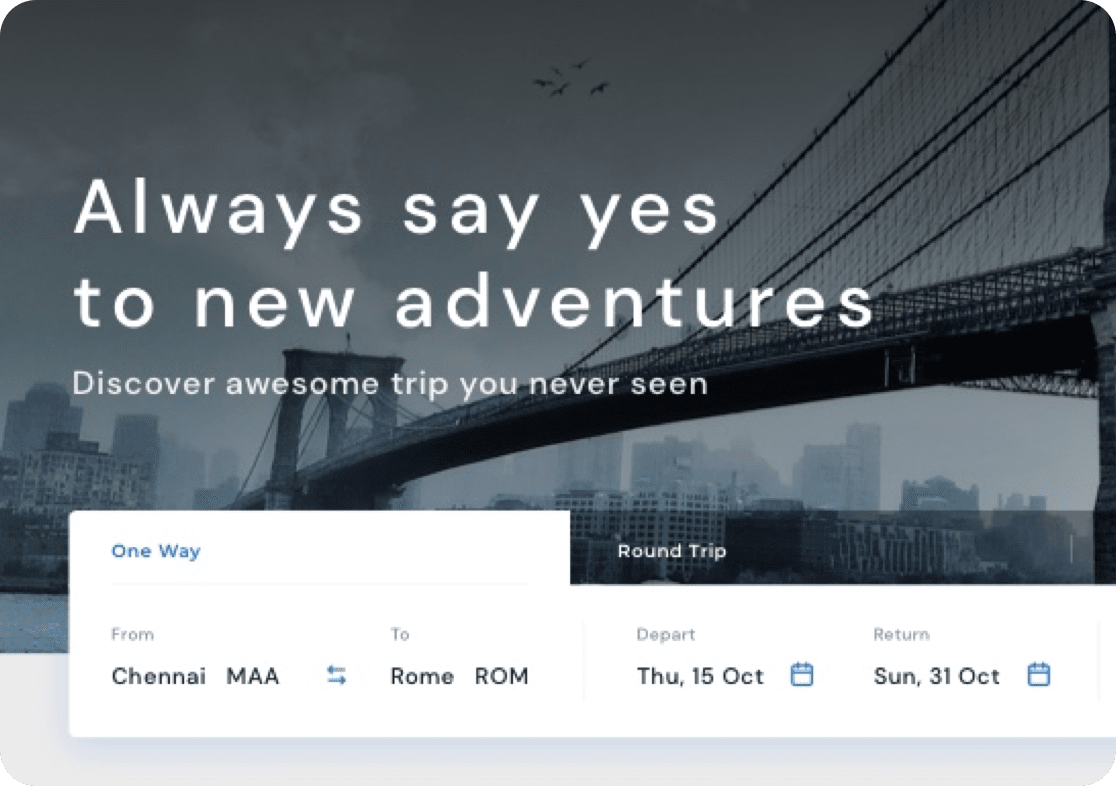 Always say yes
to new adventures
Discover awesome trip you never seen
One Way
Round Trip
From
To
Depart
Return
Chennai MAA
Rome ROM
Thu, 15 Oct
Sun, 31 Oct